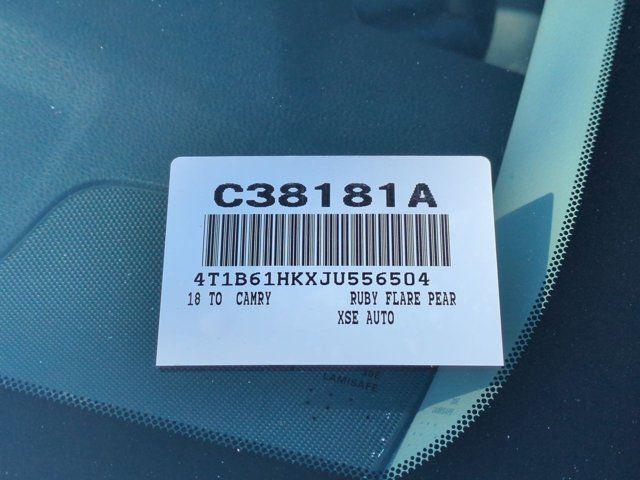 C38181A
4T1B61HKXJU556504
18 TO CAMRY RUBY FLARE PEAR
XSE AUTO
LAMISAFE